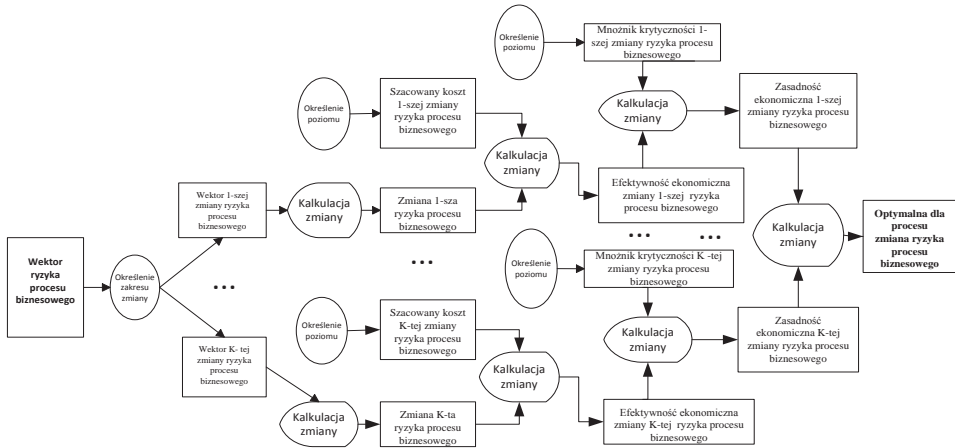 Określenie
poziomu
Mnożnik krytyczności 1-
szej zmiany ryzyka procesu
biznesowego
Określenie
poziomu
Szacowany koszt
1-szej zmiany
ryzyka procesu
biznesowego
Kalkulacja
zmiany
Zasadność
ekonomiczna 1-szej
zmiany ryzyka procesu
biznesowego
Kalkulacja
zmiany
Wektor 1-szej
zmiany ryzyka
procesu
biznesowego
Kalkulacja
zmiany
Zmiana 1-sza
ryzyka procesu
biznesowego
Efektywność ekonomiczna
zmiany 1-szej ryzyka
procesu biznesowego
Kalkulacja
zmiany
Optymalna dla
procesu
zmiana ryzyka
procesu
biznesowego
Wektor
ryzyka
procesu
biznesowego
Określenie
zakresu
zmiany
...
...
...
...
Określenie
poziomu
Mnożnik krytyczności K -tej
zmiany ryzyka procesu
biznesowego
Określenie
poziomu
Szacowany koszt
K-tej zmiany
ryzyka procesu
biznesowego
Kalkulacja
zmiany
Zasadność
ekonomiczna K-tej
zmiany ryzyka procesu
biznesowego
Wektor K- tej
zmiany ryzyka
procesu
biznesowego
Kalkulacja
zmiany
Kalkulacja
zmiany
Zmiana K-ta
ryzyka procesu
biznesowego
Efektywność ekonomiczna
zmiany K-tej ryzyka procesu
biznesowego